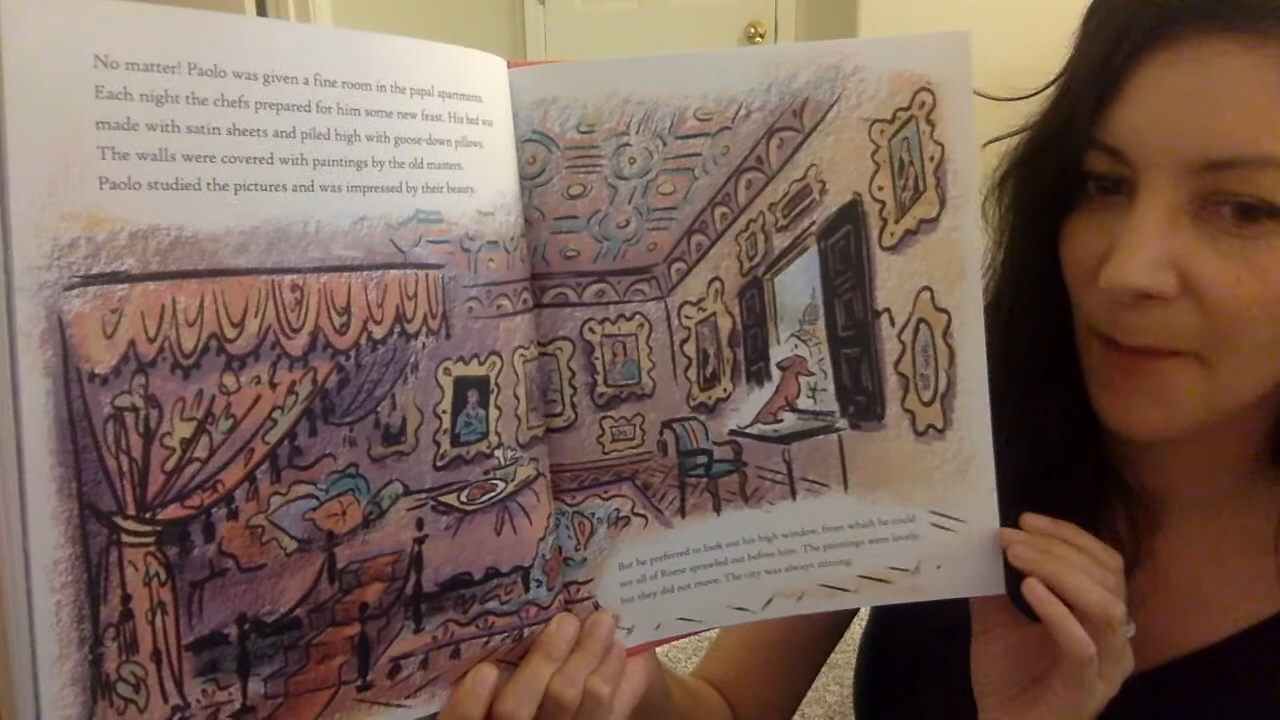 No matter! Paolo was given a fine room in the papal apartments.
Each night the chefs prepared for him some new feast. His bed was
made with satin sheets and piled high with goose-down pillows.
The walls were covered with paintings by the old masters.
Paolo studied the pictures and was impressed by their beauty.
But he preferred to look out his high window, from which he could
see all of Rome sprawled out before him. The paintings were lovely,
but they did not move. The city was always stirring.